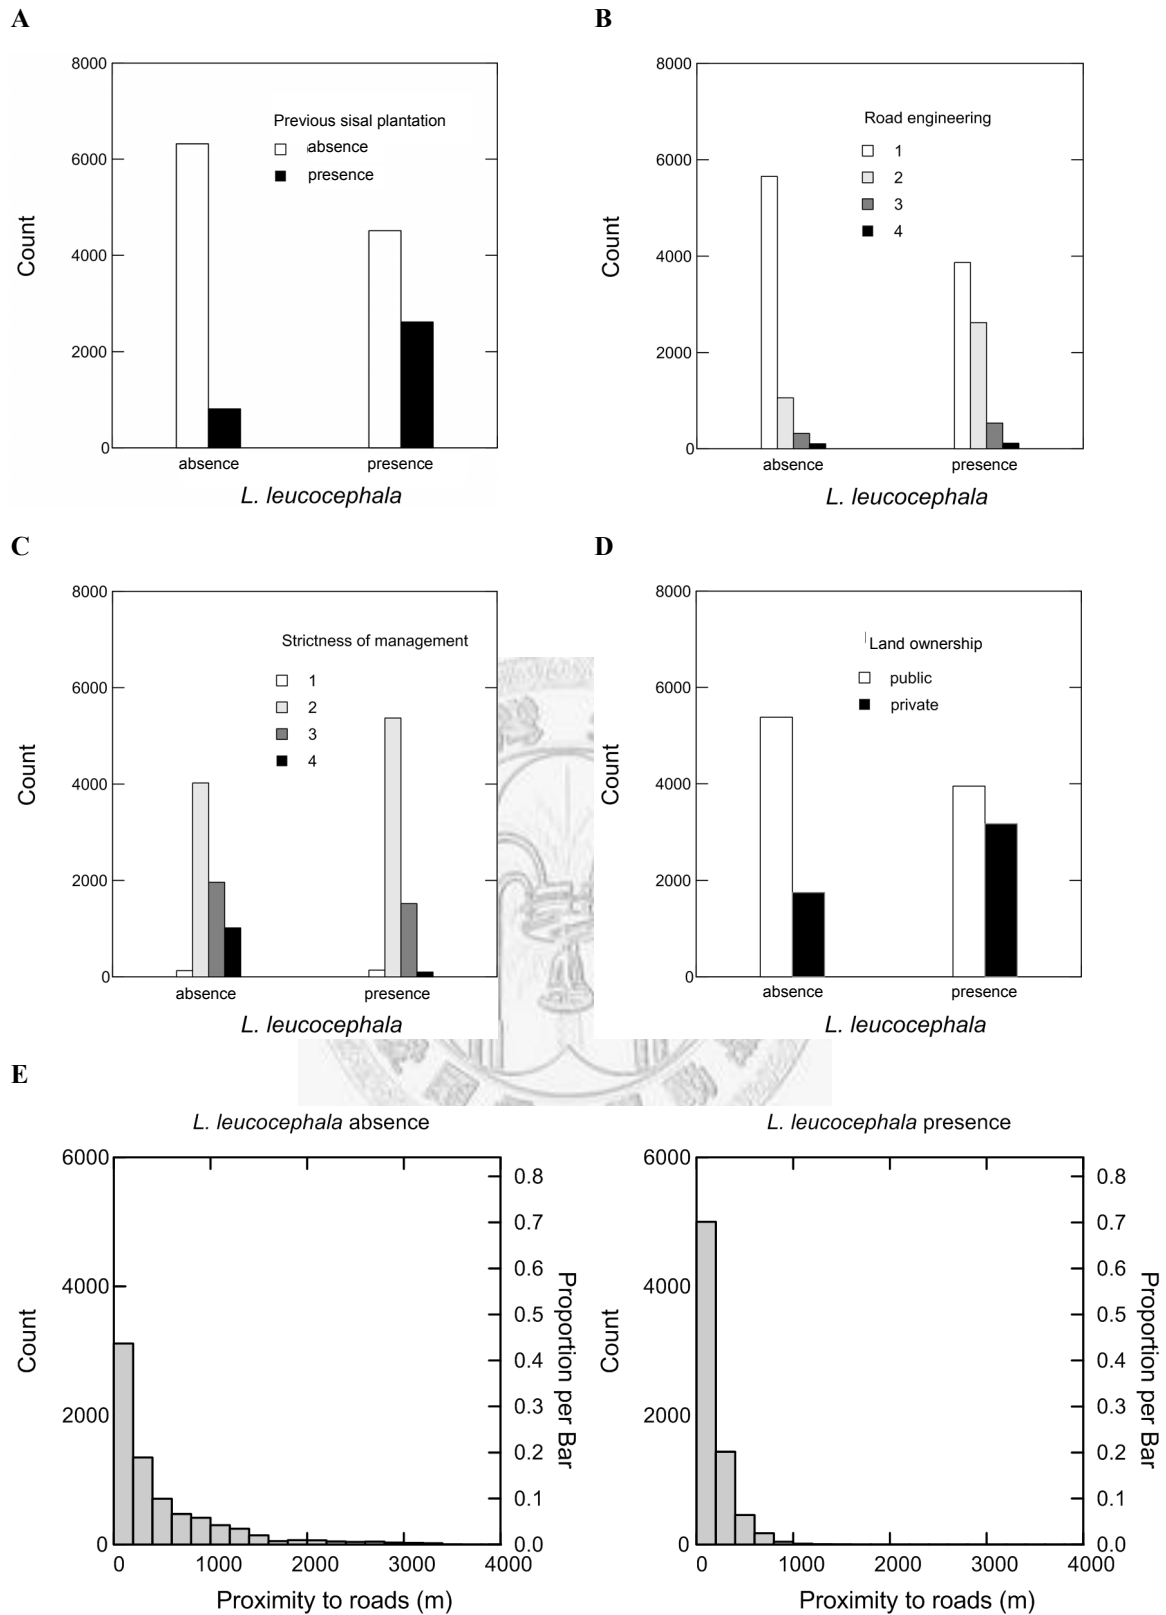 A
8000
6000
4000
2000
0
Count
Previous sisal plantation
absence
presence
absence
presence
L. leucocephala
B
8000
6000
4000
2000
0
Count
Road engineering
1
2
3
4
absence
presence
L. leucocephala
C
8000
6000
4000
2000
0
Count
Strictness of management
1
2
3
4
absence
presence
L. leucocephala
D
8000
6000
4000
2000
0
Count
Land ownership
public
private
absence
presence
L. leucocephala
E
L. leucocephala absence
6000
4000
2000
0
Count
0.8
0.7
0.6
0.5
0.4
0.3
0.2
0.1
0.0
Proportion per Bar
0 1000 2000 3000 4000
Proximity to roads (m)
L. leucocephala presence
6000
4000
2000
0
Count
0.8
0.7
0.6
0.5
0.4
0.3
0.2
0.1
0.0
Proportion per Bar
0 1000 2000 3000 4000
Proximity to roads (m)